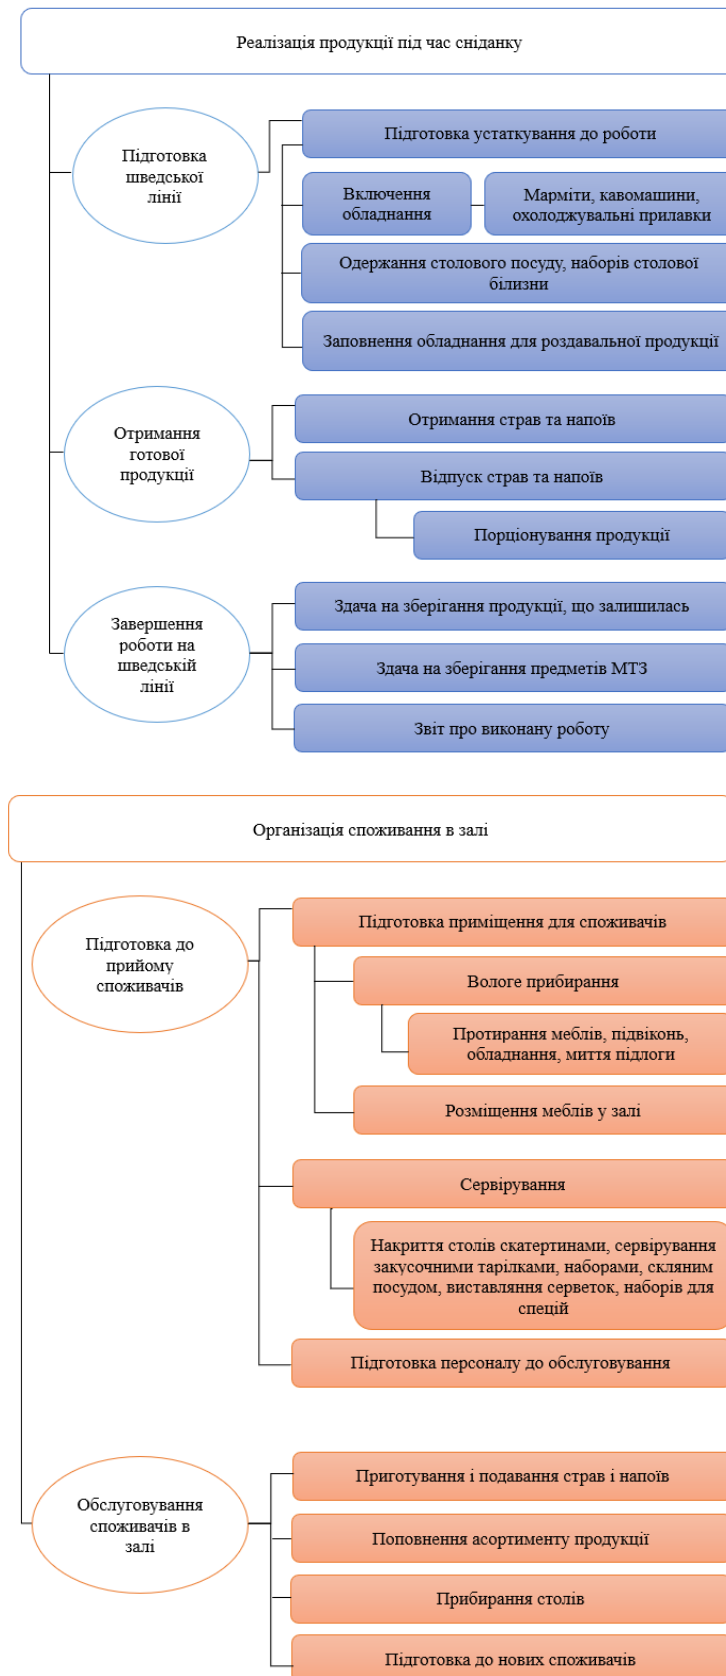 Реалізація продукції під час сніданку
Підготовка
шведської
лінії
Підготовка устаткування до роботи
Включення
обладнання
Марміти, кавомашини,
охолоджувальні прилавки
Одержання столового посуду, наборів столової
білизни
Заповнення обладнання для роздавальної продукції
Отримання
готової
продукції
Отримання страв та напоїв
Відпуск страв та напоїв
Порціонування продукції
Завершення
роботи на
шведській
лінії
Здача на зберігання продукції, що залишилась
Здача на зберігання предметів МТЗ
Звіт про виконану роботу
Організація споживання в залі
Підготовка до
прийому
споживачів
Підготовка приміщення для споживачів
Вологе прибирання
Протирання меблів, підвіконь,
обладнання, миття підлоги
Розміщення меблів у залі
Сервірування
Накриття столів скатертинами, сервірування
закусочними тарілками, наборами, скляним
посудом, виставляння серветок, наборів для
спецій
Підготовка персоналу до обслуговування
Обслуговування
споживачів в
залі
Приготування і подавання страв і напоїв
Поповнення асортименту продукції
Прибирання столів
Підготовка до нових споживачів